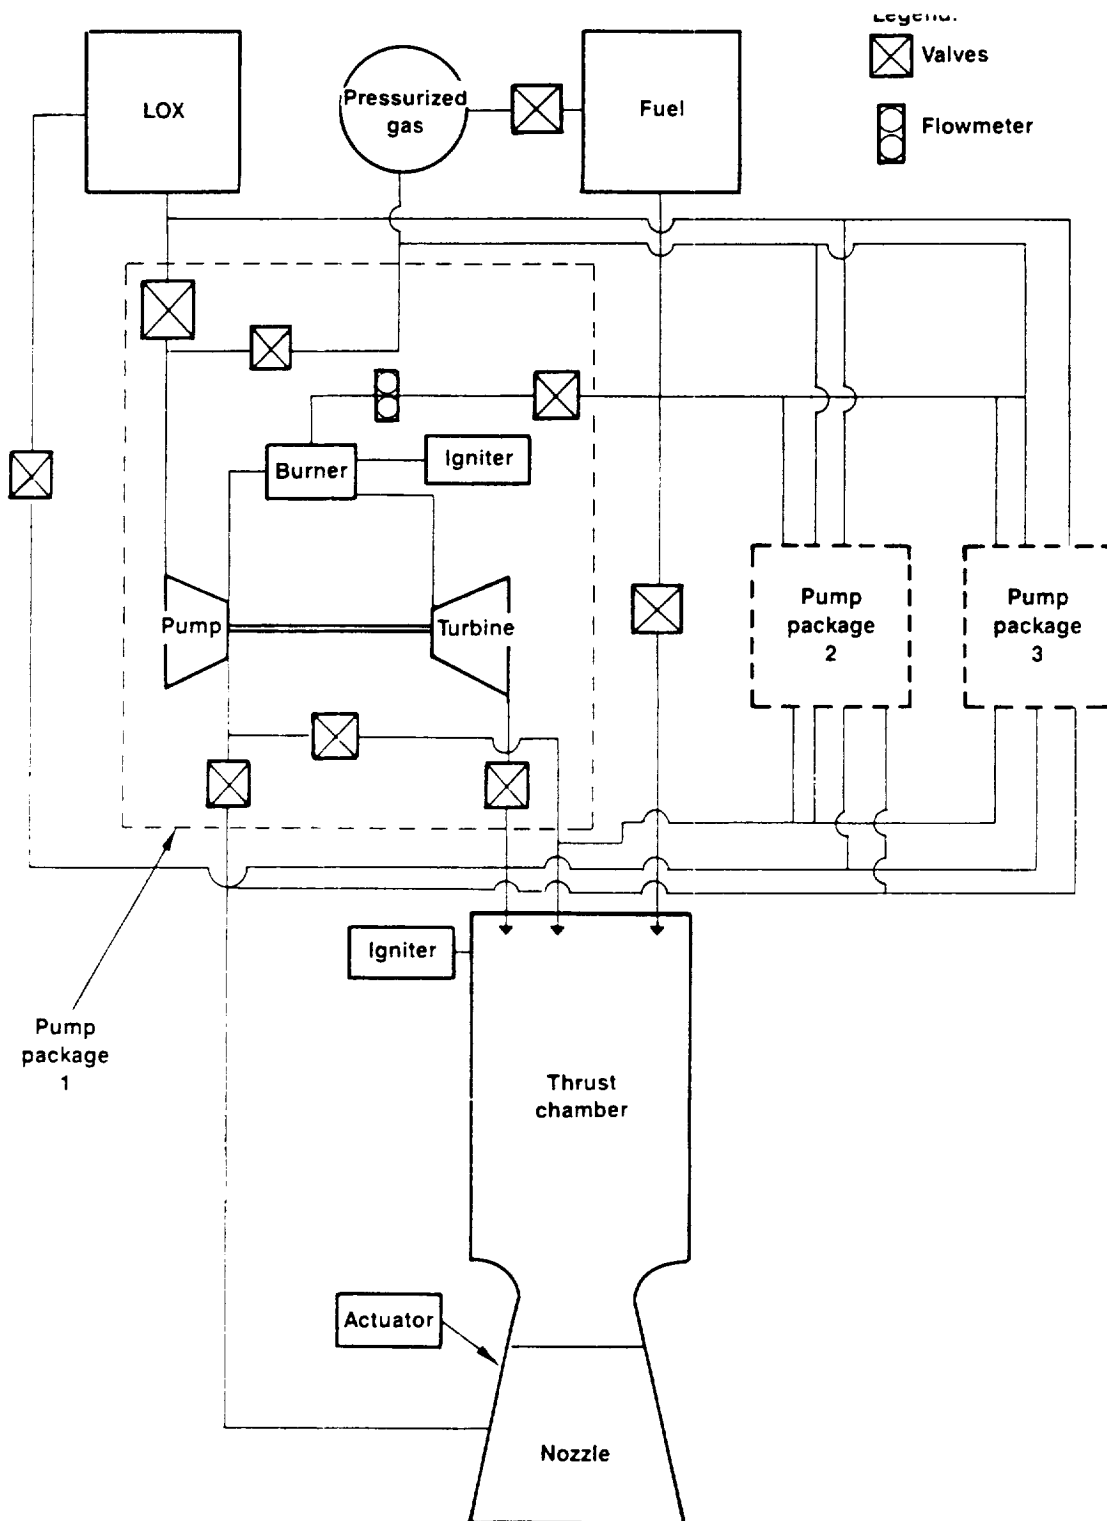 Legend:
Valves
Flowmeter
LOX
Pressurized
gas
Fuel
Burner
Igniter
Pump
Turbine
Pump
package
2
Pump
package
3
Igniter
Pump
package
1
Thrust
chamber
Actuator
Nozzle